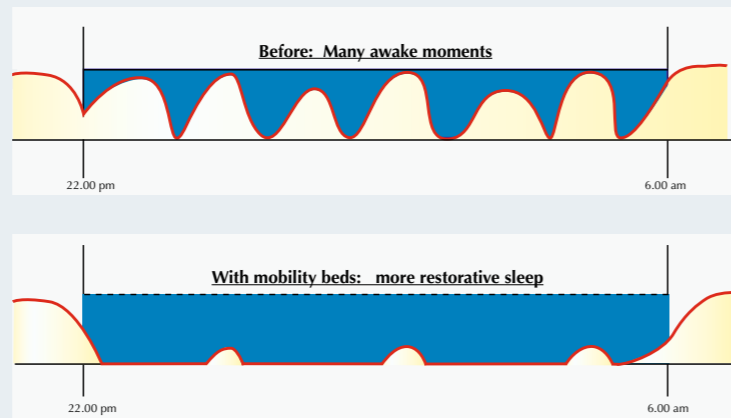 Before: Many awake moments
22.00 pm 6.00 am
With mobility beds: more restorative sleep
22.00 pm 6.00 am